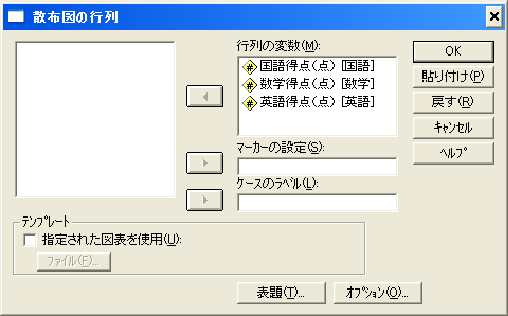 散布図の行列
行列の変数(M):
国語得点(点) [国語]
数学得点(点) [数学]
英語得点(点) [英語]
マーカーの設定(S):
ケースのラベル(L):
OK
貼り付け(P)
戻す(R)
キャンセル
ヘルプ
テンプレート
指定された図表を使用(U):
ファイル(F)...
表題(T)...
オプション(O)...